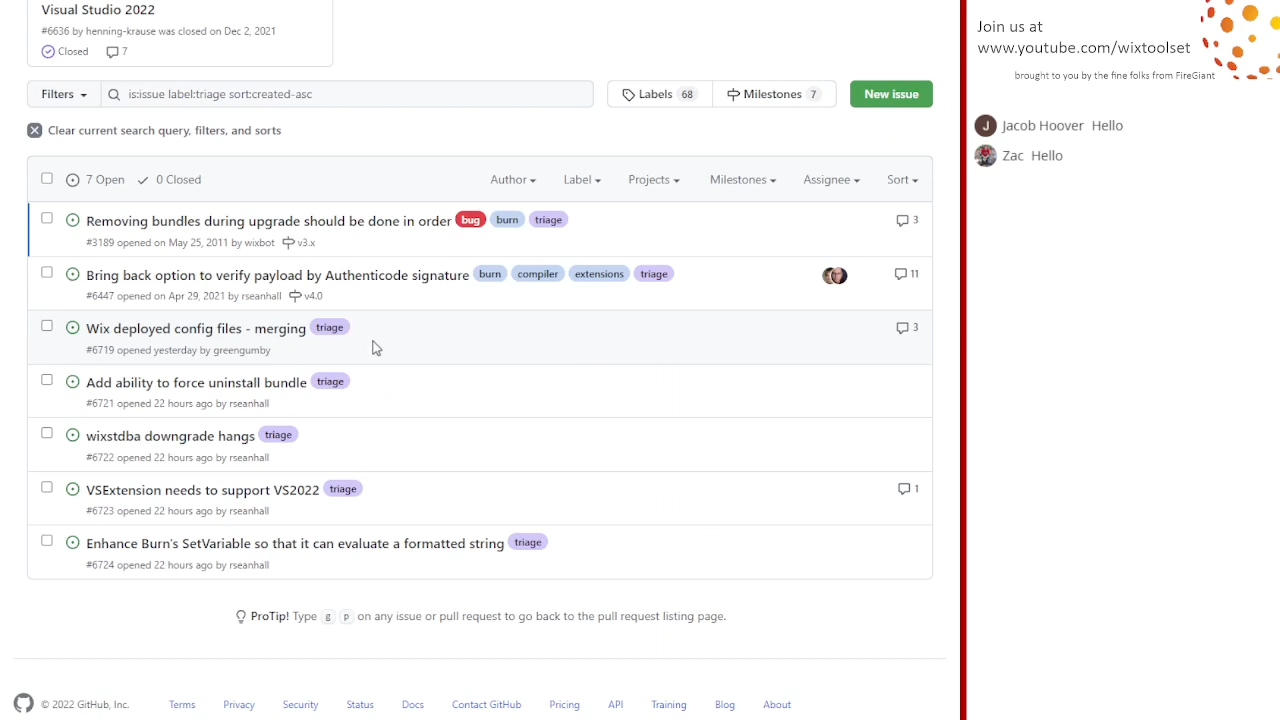 Visual Studio 2022
#6636 by henning-krause was closed on Dec 2, 2021
Closed 7
Filters is:issue label:triage sort:created-asc Labels 68 Milestones 7 New issue
Clear current search query, filters, and sorts
7 Open 0 Closed Author Label Projects Milestones Assignee Sort
Removing bundles during upgrade should be done in order bug burn triage 3
#3189 opened on May 25, 2011 by wixbot v3.x
Bring back option to verify payload by Authenticode signature burn compiler extensions triage 11
#6447 opened on Apr 29, 2021 by rseanhall v4.0
Wix deployed config files - merging triage 3
#6719 opened yesterday by greengumby
Add ability to force uninstall bundle triage
#6721 opened 22 hours ago by rseanhall
wixstdba downgrade hangs triage
#6722 opened 22 hours ago by rseanhall
VSExtension needs to support VS2022 triage 1
#6723 opened 22 hours ago by rseanhall
Enhance Burn's SetVariable so that it can evaluate a formatted string triage
#6724 opened 22 hours ago by rseanhall
ProTip! Type g p on any issue or pull request to go back to the pull request listing page.
© 2022 GitHub, Inc. Terms Privacy Security Status Docs Contact GitHub Pricing API Training Blog About
Join us at
www.youtube.com/wixtoolset
brought to you by the fine folks from FireGiant
J Jacob Hoover Hello
Zac Hello